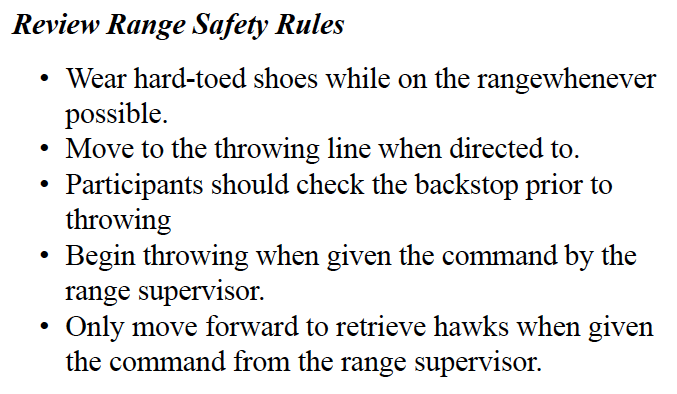 Review Range Safety Rules
• Wear hard-toed shoes while on the rangewhenever
possible.
• Move to the throwing line when directed to.
• Participants should check the backstop prior to
throwing
• Begin throwing when given the command by the
range supervisor.
• Only move forward to retrieve hawks when given
the command from the range supervisor.